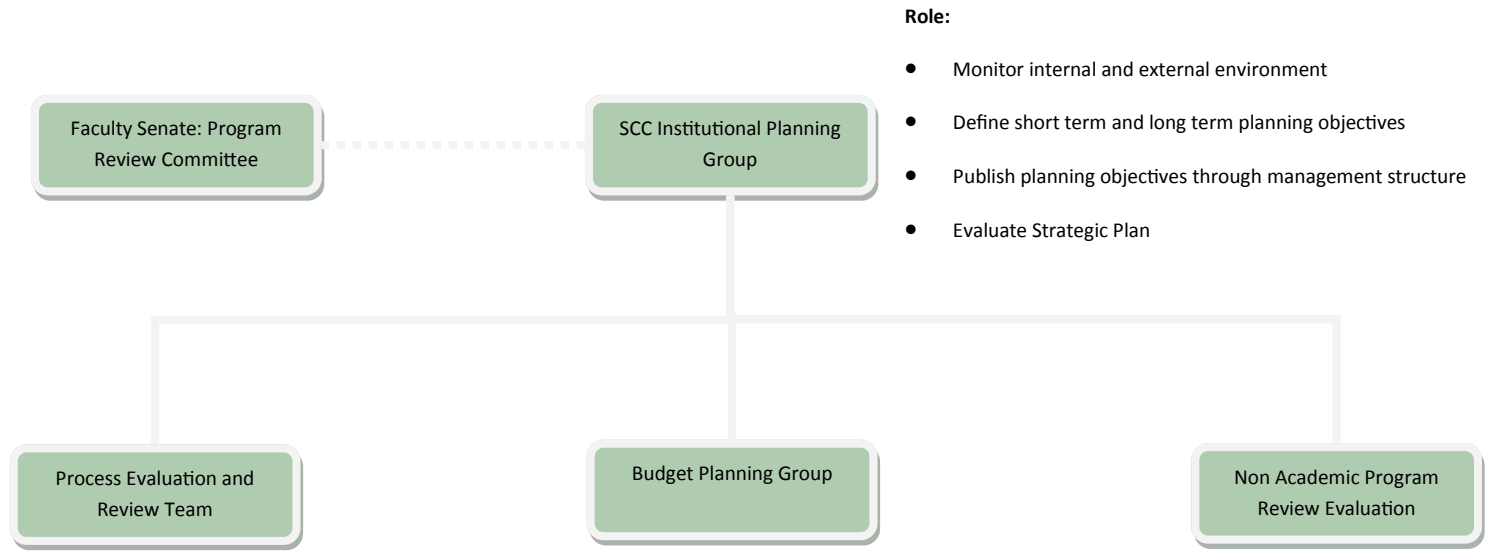 Role:
● Monitor internal and external environment
● Define short term and long term planning objectives
● Publish planning objectives through management structure
● Evaluate Strategic Plan
Faculty Senate: Program
Review Committee
SCC Institutional Planning
Group
Process Evaluation and
Review Team
Budget Planning Group
Non Academic Program
Review Evaluation